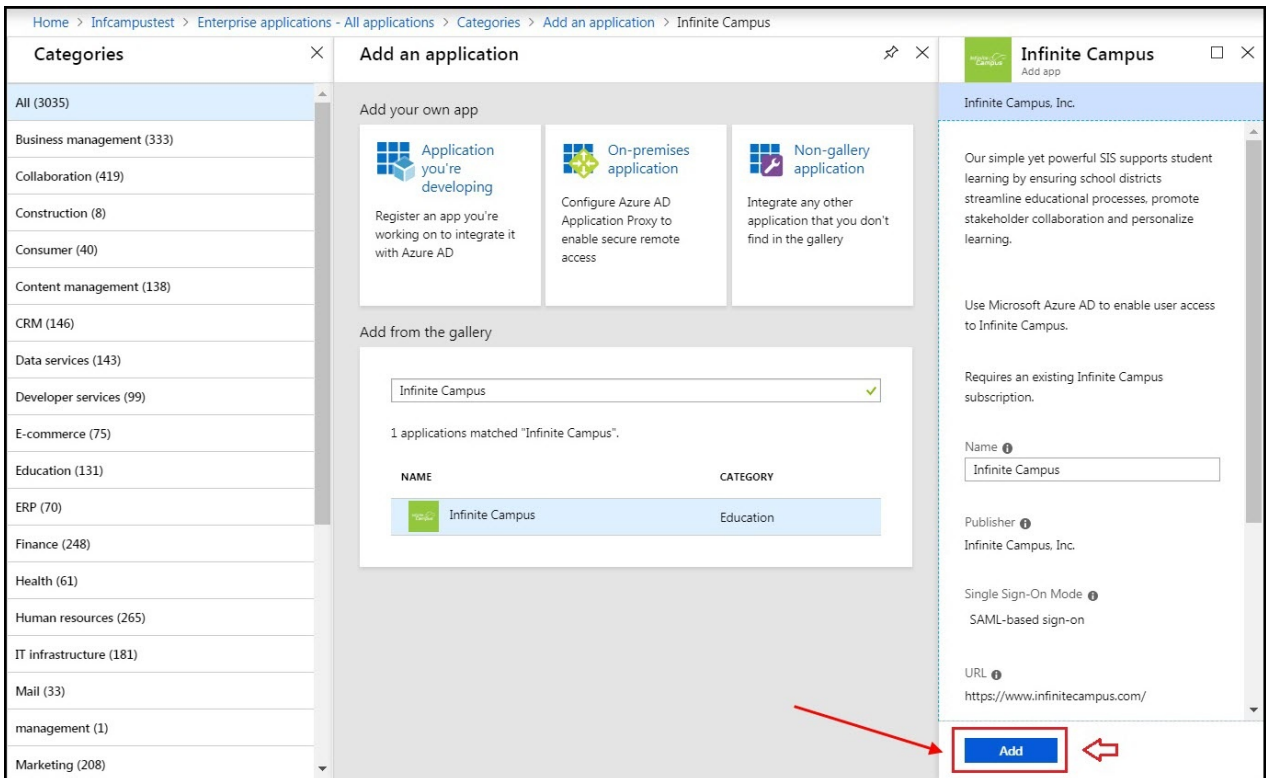 Home > Infcampustest > Enterprise applications - All applications > Categories > Add an application > Infinite Campus
Categories
All (3035)
Business management (333)
Collaboration (419)
Construction (8)
Consumer (40)
Content management (138)
CRM (146)
Data services (143)
Developer services (99)
E-commerce (75)
Education (131)
ERP (70)
Finance (248)
Health (61)
Human resources (265)
IT infrastructure (181)
Mail (33)
management (1)
Marketing (208)
Add an application
Add your own app
Application
you're
developing
Register an app you're
working on to integrate it
with Azure AD
On-premises
application
Configure Azure AD
Application Proxy to
enable secure remote
access
Non-gallery
application
Integrate any other
application that you don't
find in the gallery
Add from the gallery
Infinite Campus
1 applications matched "Infinite Campus".
NAME CATEGORY
Infinite Campus Education
Infinite Campus
Add app
Infinite Campus, Inc.
Our simple yet powerful SIS supports student
learning by ensuring school districts
streamline educational processes, promote
stakeholder collaboration and personalize
learning.
Use Microsoft Azure AD to enable user access
to Infinite Campus.
Requires an existing Infinite Campus
subscription.
Name
Infinite Campus
Publisher
Infinite Campus, Inc.
Single Sign-On Mode
SAML-based sign-on
URL
https://www.infinitecampus.com/
Add